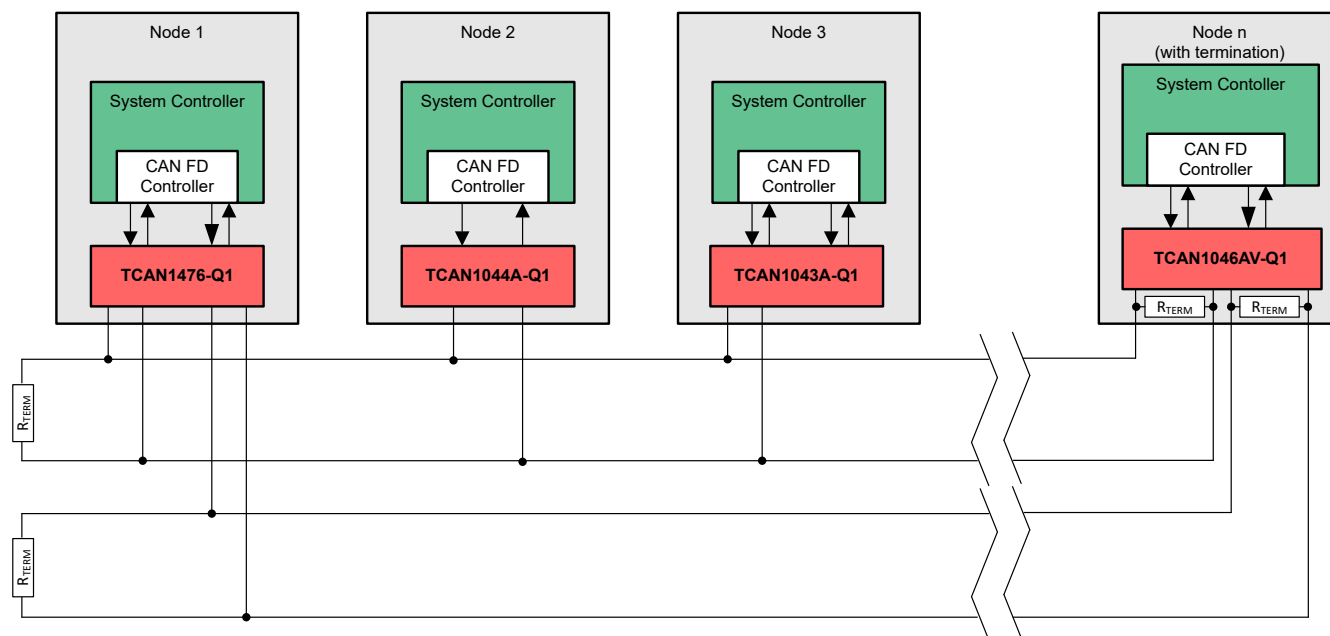 Node 1
System Controller
CAN FD
Controller
TCAN1476-Q1
Node 2
System Controller
CAN FD
Controller
TCAN1044A-Q1
Node 3
System Controller
CAN FD
Controller
TCAN1043A-Q1
Node n
(with termination)
System Contoller
CAN FD
Controller
TCAN1046AV-Q1
RTERM
RTERM
RTERM
RTERM